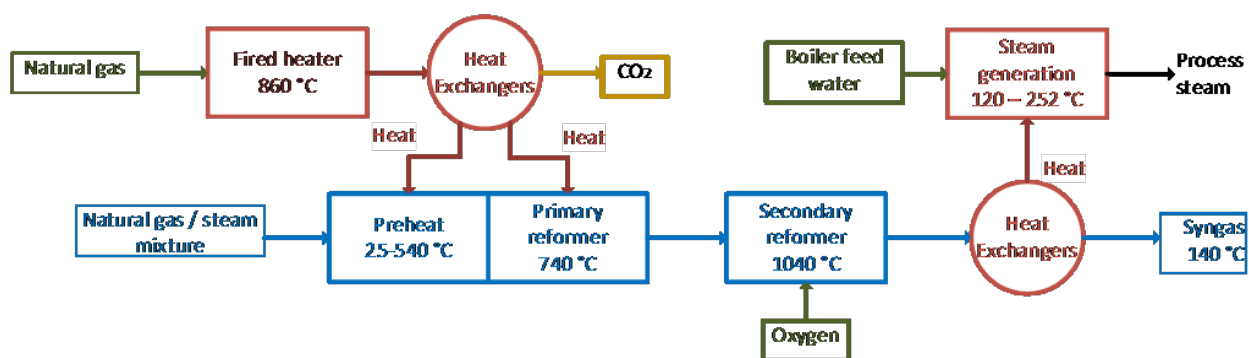 Natural gas
Fired heater
860 °C
Heat
Exchangers
CO₂
Boiler feed
water
Steam
generation
120 – 252 °C
Process
steam
Heat
Heat
Heat
Natural gas / steam
mixture
Preheat
25-540 °C
Primary
reformer
740 °C
Secondary
reformer
1040 °C
Heat
Exchangers
Syngas
140 °C
Oxygen